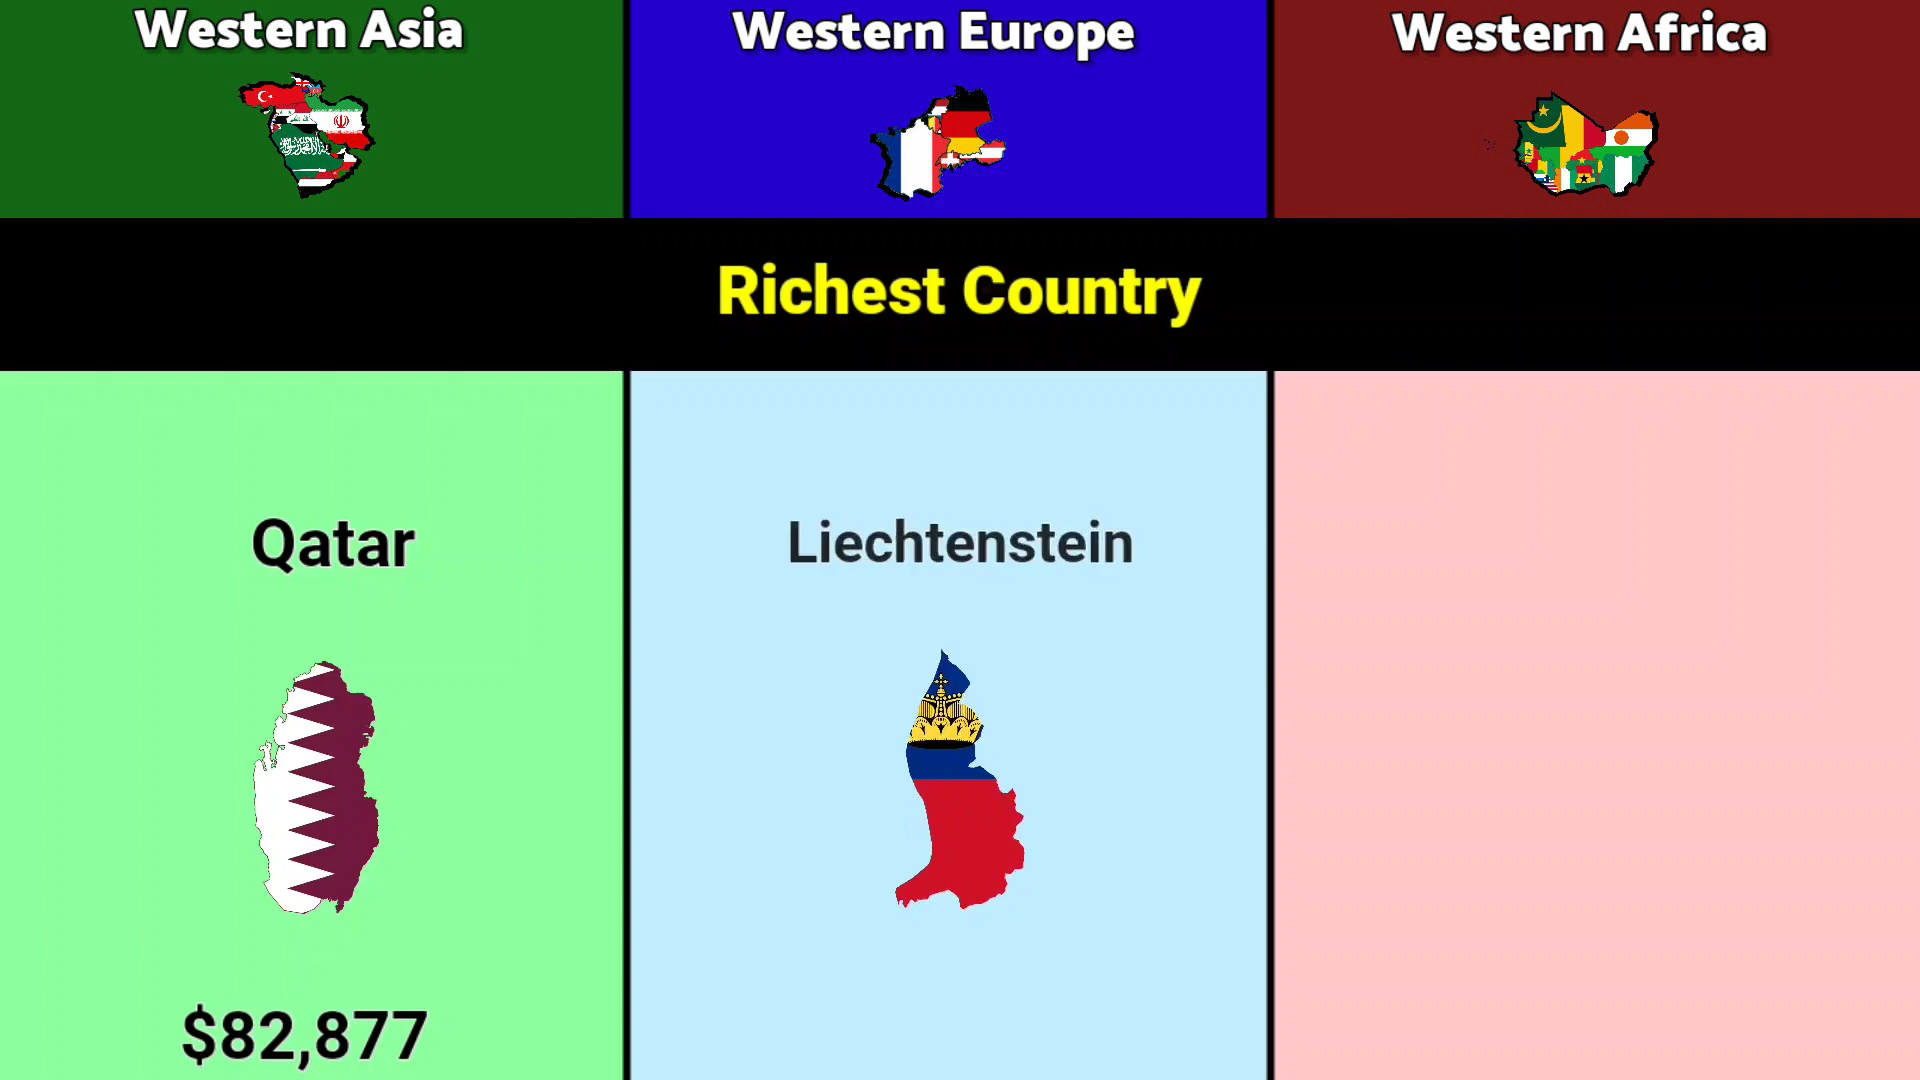 Western Asia
Western Europe
Western Africa
Richest Country
Qatar
Liechtenstein
$82,877